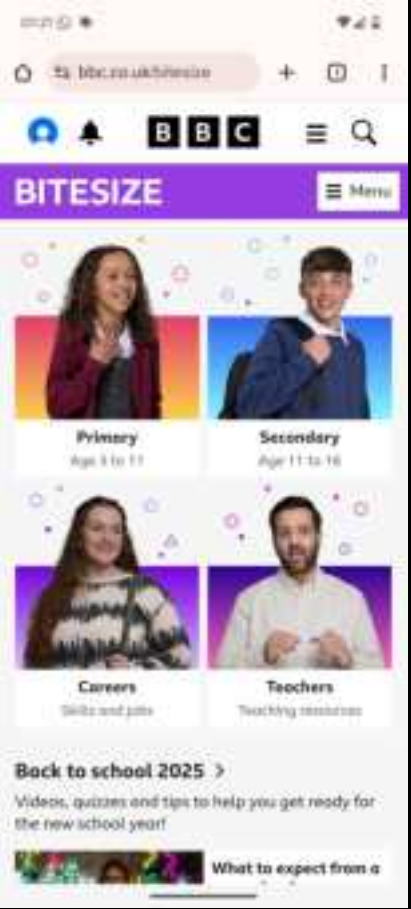 bbc.co.uk/bitesize
BBC
BITESIZE
Menu
Primary
Secondary
Age 3 to 11
Age 11 to 16
Careers
Teachers
Skills and jobs
Teaching resources
Back to school 2025
Videos, quizzes and tips to help you get ready for
the new school year!
What to expect from a